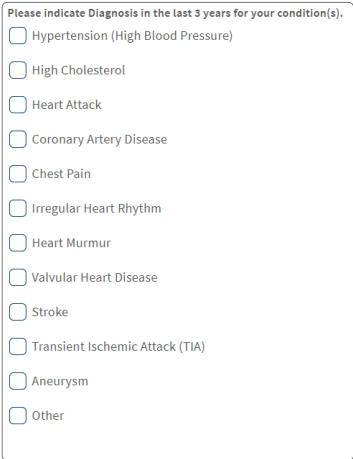 Please indicate Diagnosis in the last 3 years for your condition(s).
Hypertension (High Blood Pressure)
High Cholesterol
Heart Attack
Coronary Artery Disease
Chest Pain
Irregular Heart Rhythm
Heart Murmur
Valvular Heart Disease
Stroke
Transient Ischemic Attack (TIA)
Aneurysm
Other